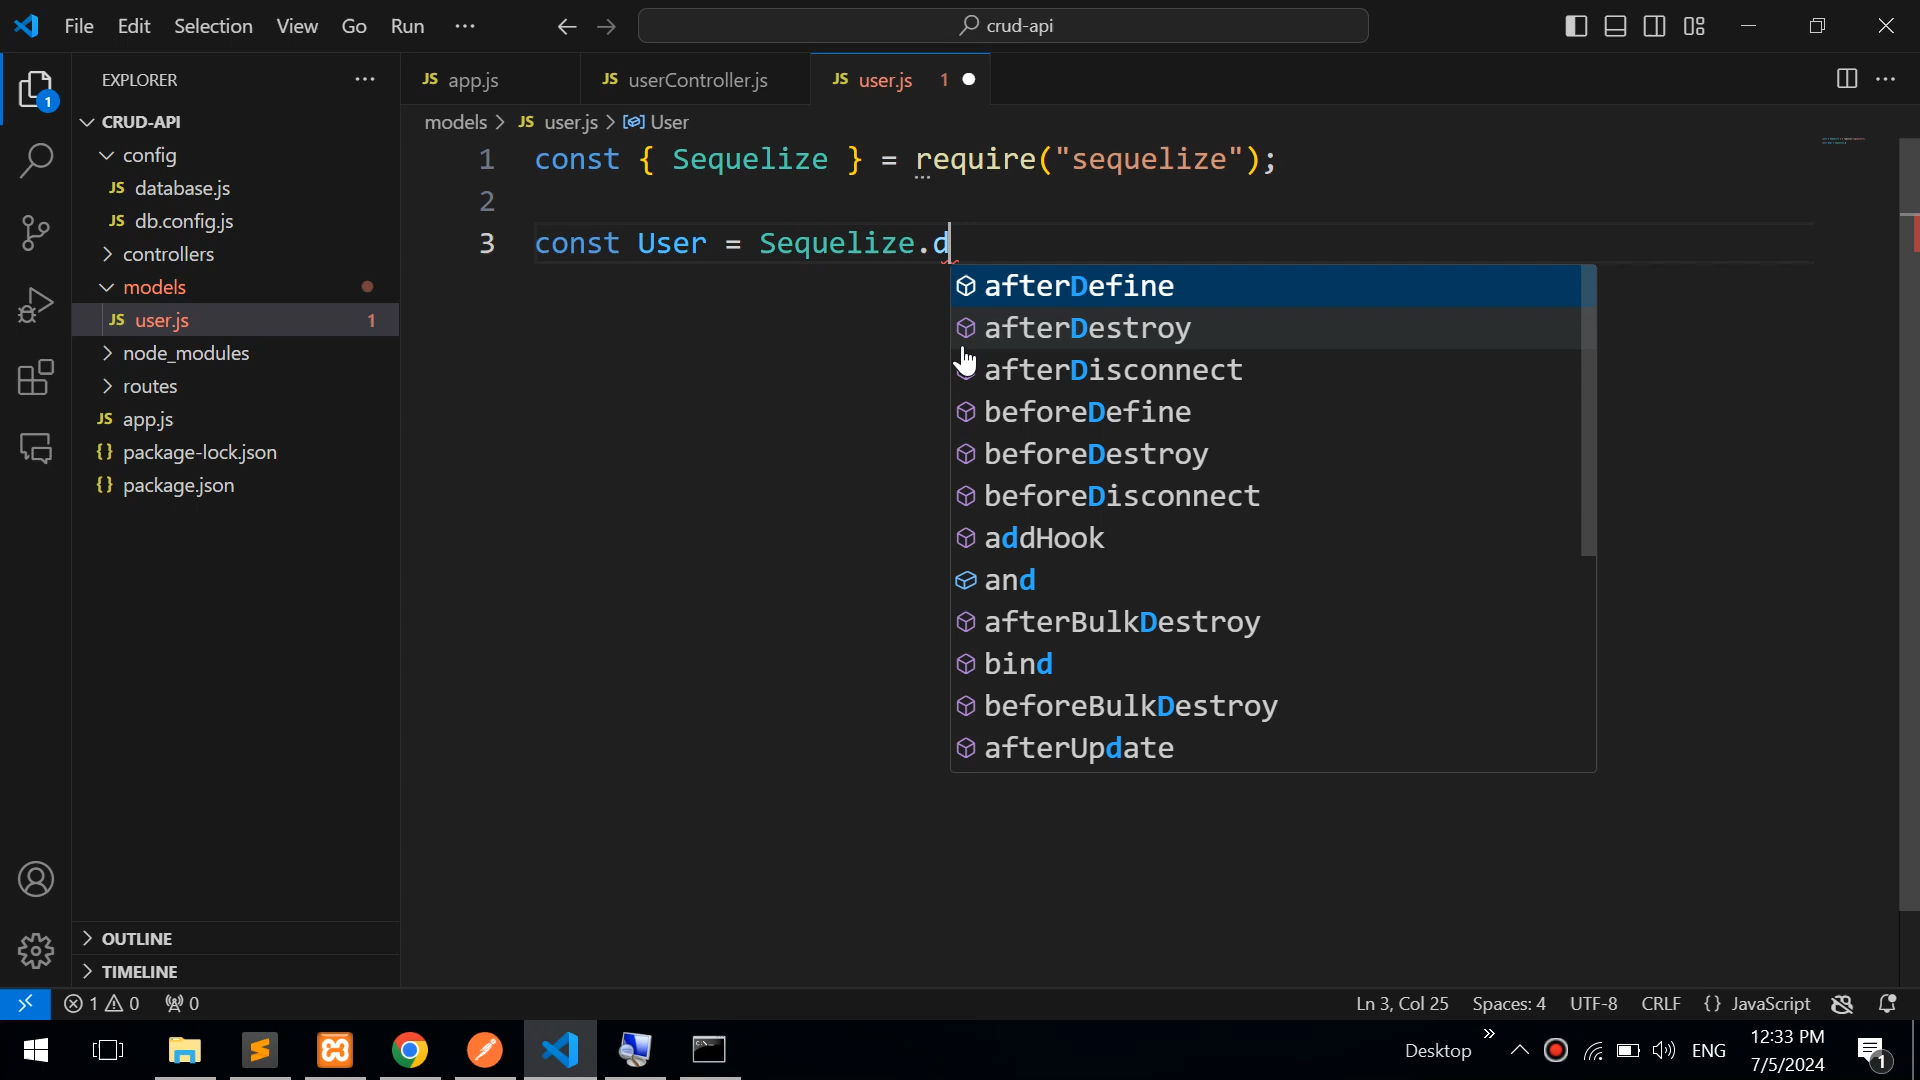 File Edit Selection View Go Run ···
crud-api
EXPLORER ···
JS app.js
JS userController.js
JS user.js 1
CRUD-API
models > JS user.js > User
config
JS database.js
JS db.config.js
controllers
models
JS user.js 1
node_modules
routes
JS app.js
{} package-lock.json
{} package.json
1 const { Sequelize } = require("sequelize");
2
3 const User = Sequelize.d
afterDefine
afterDestroy
afterDisconnect
beforeDefine
beforeDestroy
beforeDisconnect
addHook
and
afterBulkDestroy
bind
beforeBulkDestroy
afterUpdate
1
OUTLINE
TIMELINE
1 0 0
Ln 3, Col 25 Spaces: 4 UTF-8 CRLF {} JavaScript
Desktop » ENG
12:33 PM
7/5/2024
1